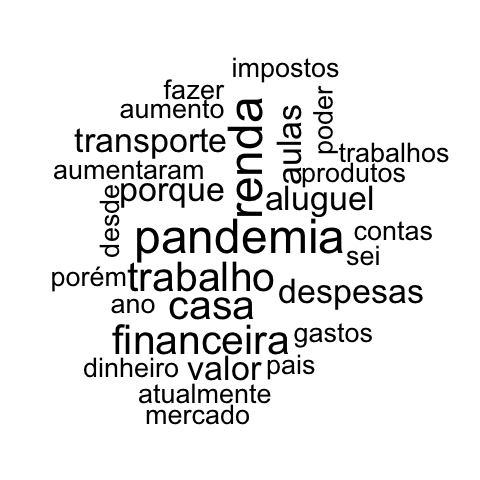 impostos
fazer
aumento
renda
aulas
poder
transporte
trabalhos
aumentaram
produtos
desde
porque
aluguel
pandemia
contas
sei
porém
trabalho
despesas
ano
casa
financeira
gastos
dinheiro
valor
pais
atualmente
mercado